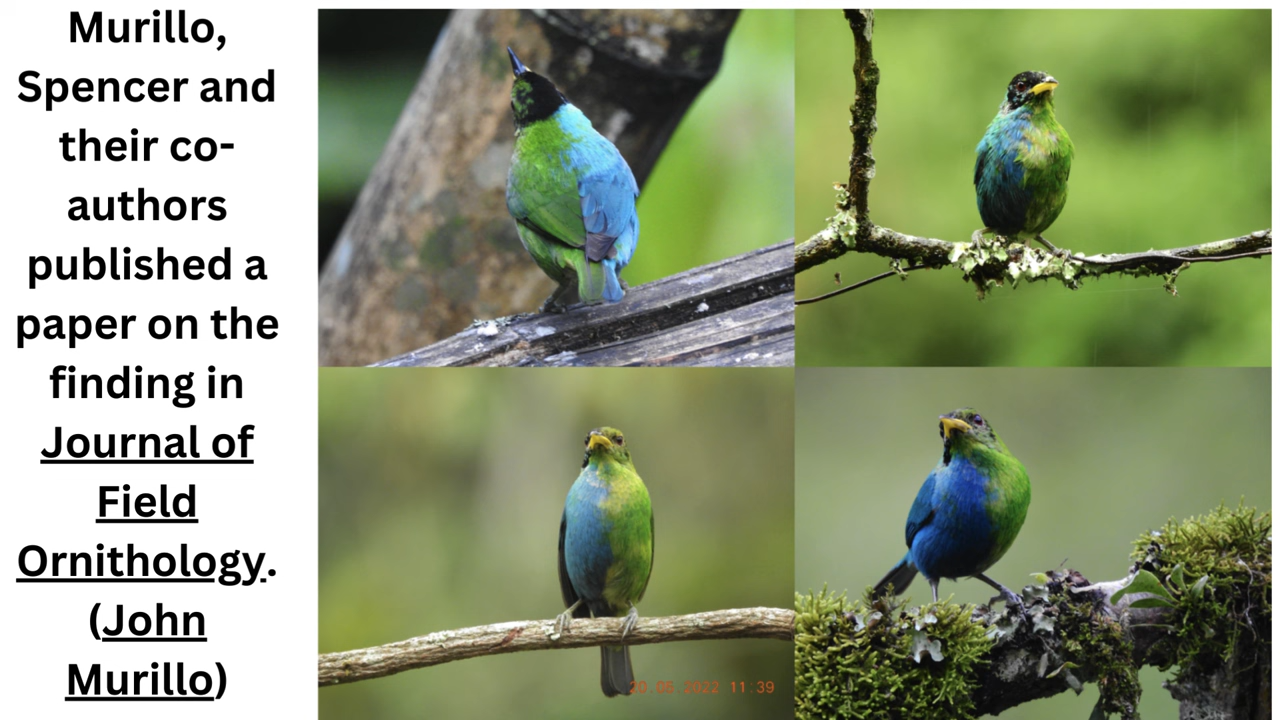 Murillo,
Spencer and
their co-
authors
published a
paper on the
finding in
Journal of
Field
Ornithology.
(John
Murillo)
20.05.2022 11:39